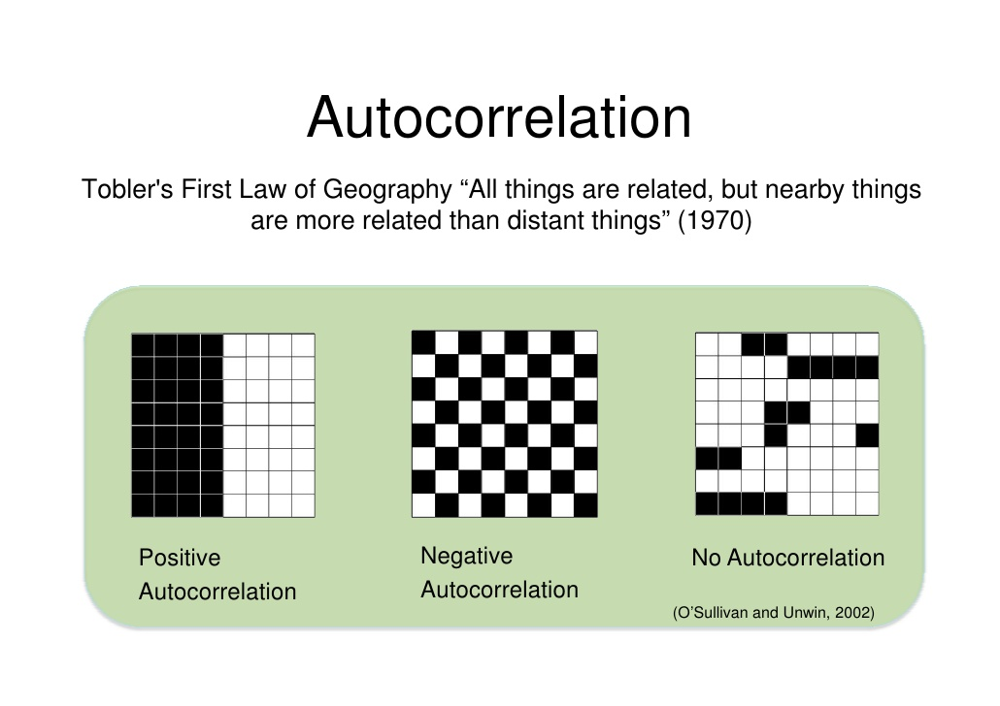 Autocorrelation
Tobler's First Law of Geography “All things are related, but nearby things
are more related than distant things” (1970)
Positive
Autocorrelation
Negative
Autocorrelation
No Autocorrelation
(O’Sullivan and Unwin, 2002)